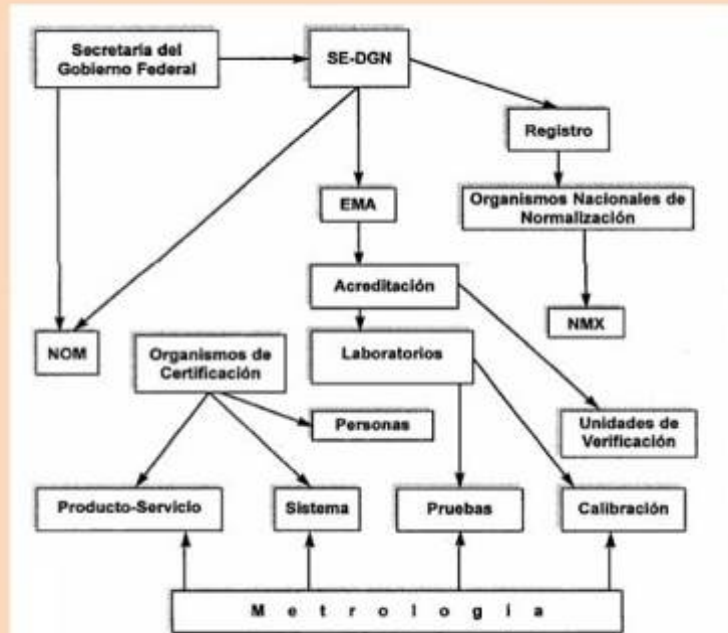 Secretaría del
Gobierno Federal
SE-DGN
Registro
EMA
Organismos Nacionales de
Normalización
Acreditación
NMX
NOM
Organismos de
Certificación
Laboratorios
Personas
Unidades de
Verificación
Producto-Servicio
Sistema
Pruebas
Calibración
M e t r o l o g í a